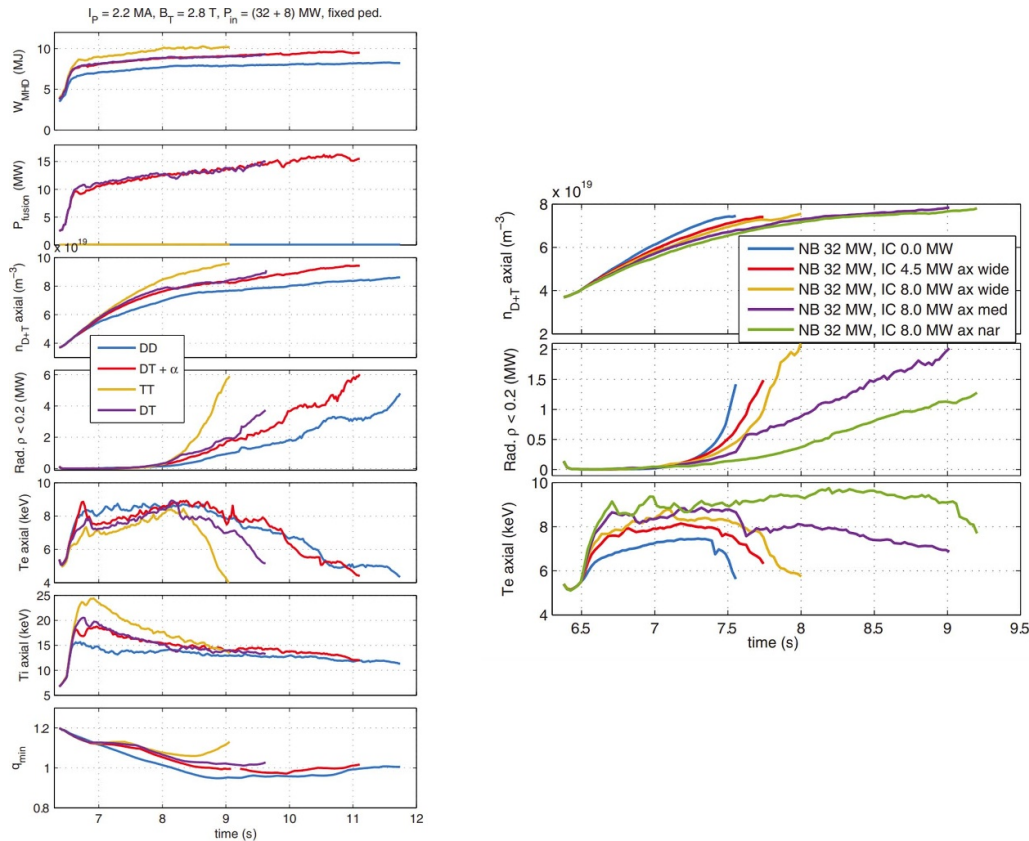 I_P = 2.2 MA, B_T = 2.8 T, P_in = (32 + 8) MW, fixed ped.
W_MHD (MJ)
15
10
5
0
P_fusion (MW)
15
10
5
0
x 10^19
n_D+T axial (m^-3)
10
8
6
4
DD
DT + α
TT
DT
Rad. ρ < 0.2 (MW)
6
4
2
0
Te axial (keV)
10
8
6
4
Ti axial (keV)
25
20
15
10
5
q_min
12
1
0.8
7 8 9 10 11 12
time (s)
x 10^19
n_D+T axial (m^-3)
8
6
4
2
NB 32 MW, IC 0.0 MW
NB 32 MW, IC 4.5 MW ax wide
NB 32 MW, IC 8.0 MW ax wide
NB 32 MW, IC 8.0 MW ax med
NB 32 MW, IC 8.0 MW ax nar
Rad. ρ < 0.2 (MW)
2
1.5
1
0.5
0
Te axial (keV)
10
8
6
4
6.5 7 7.5 8 8.5 9 9.5
time (s)